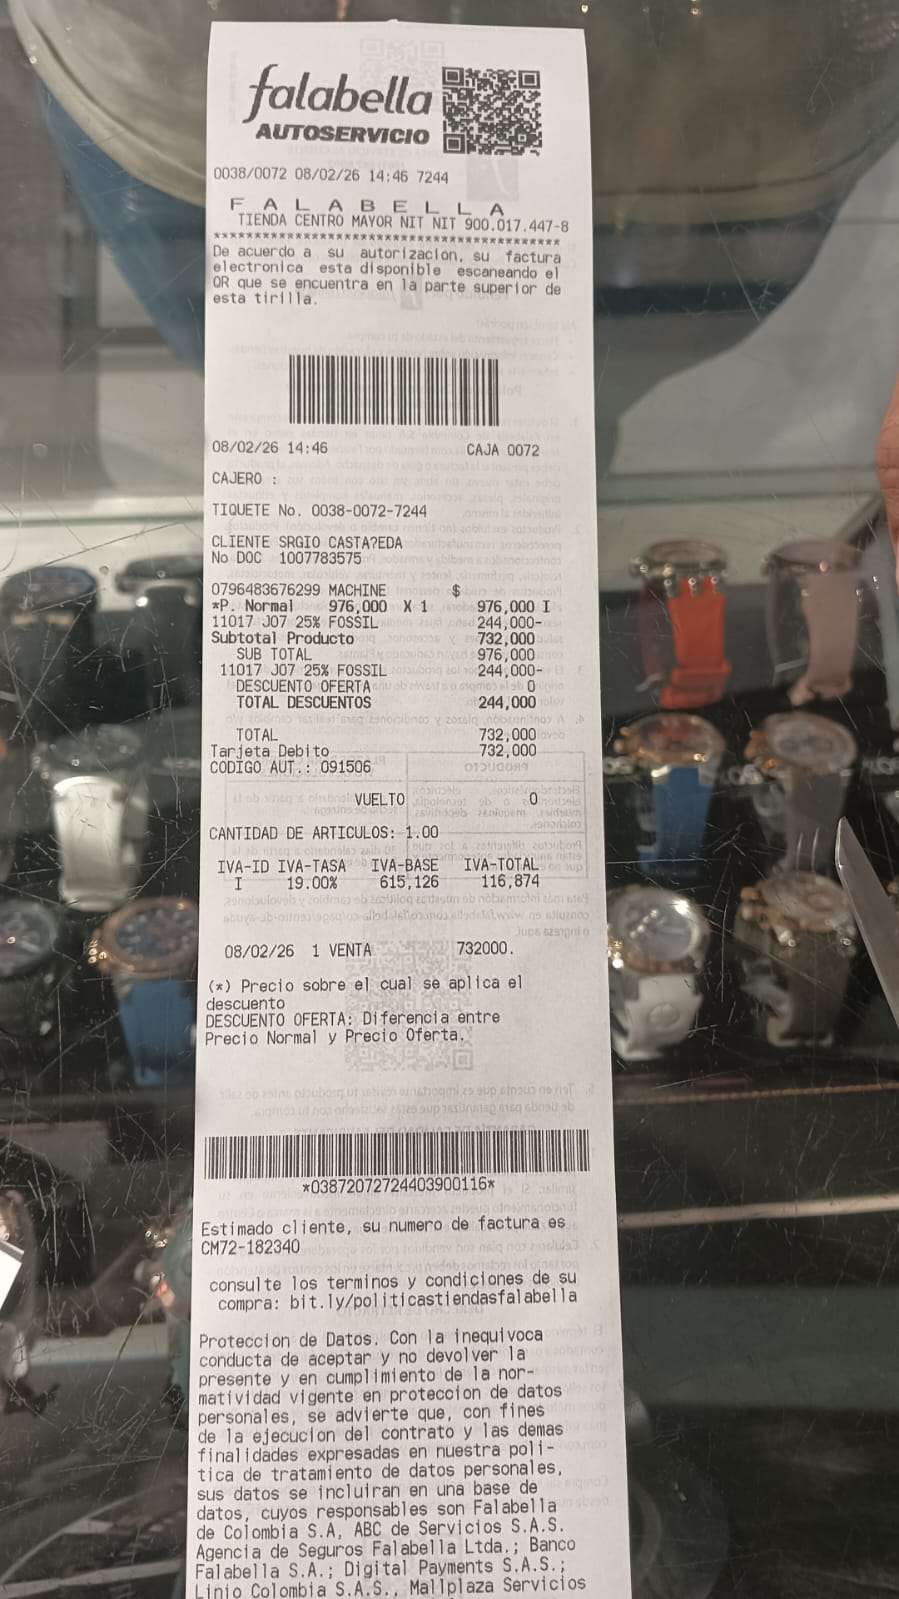 falabella
AUTOSERVICIO
0038/0072 08/02/26 14:46 7244
F A L A B E L L A
TIENDA CENTRO MAYOR NIT NIT 900.017.447-8
*****************************************
De acuerdo a su autorizacion, su factura
electronica esta disponible escaneando el
QR que se encuentra en la parte superior de
esta tirilla.
08/02/26 14:46 CAJA 0072
CAJERO :
TIQUETE No. 0038-0072-7244
CLIENTE SRGIO CASTA?EDA
No DOC 1007783575
0796483676299 MACHINE $
*P. Normal 976,000 X 1 976,000 I
11017 J07 25% FOSSIL 244,000-
Subtotal Producto 732,000
SUB TOTAL 976,000
11017 J07 25% FOSSIL 244,000-
DESCUENTO OFERTA 0
TOTAL DESCUENTOS 244,000
TOTAL 732,000
Tarjeta Debito 732,000
CODIGO AUT.: 091506
VUELTO 0
CANTIDAD DE ARTICULOS: 1.00
IVA-ID IVA-TASA IVA-BASE IVA-TOTAL
I 19.00% 615,126 116,874
08/02/26 1 VENTA 732000.
(*) Precio sobre el cual se aplica el
descuento
DESCUENTO OFERTA: Diferencia entre
Precio Normal y Precio Oferta.
*03872072724403900116*
Estimado cliente, su numero de factura es
CM72-182340
consulte los terminos y condiciones de su
compra: bit.ly/politicastiendasfalabella
Proteccion de Datos. Con la inequivoca
conducta de aceptar y no devolver la
presente y en cumplimiento de la nor-
matividad vigente en proteccion de datos
personales, se advierte que, con fines
de la ejecucion del contrato y las demas
finalidades expresadas en nuestra poli-
tica de tratamiento de datos personales,
sus datos se incluiran en una base de
datos, cuyos responsables son Falabella
de Colombia S.A, ABC de Servicios S.A.S.
Agencia de Seguros Falabella Ltda.; Banco
Falabella S.A.; Digital Payments S.A.S.;
Linio Colombia S.A.S., Mallplaza Servicios